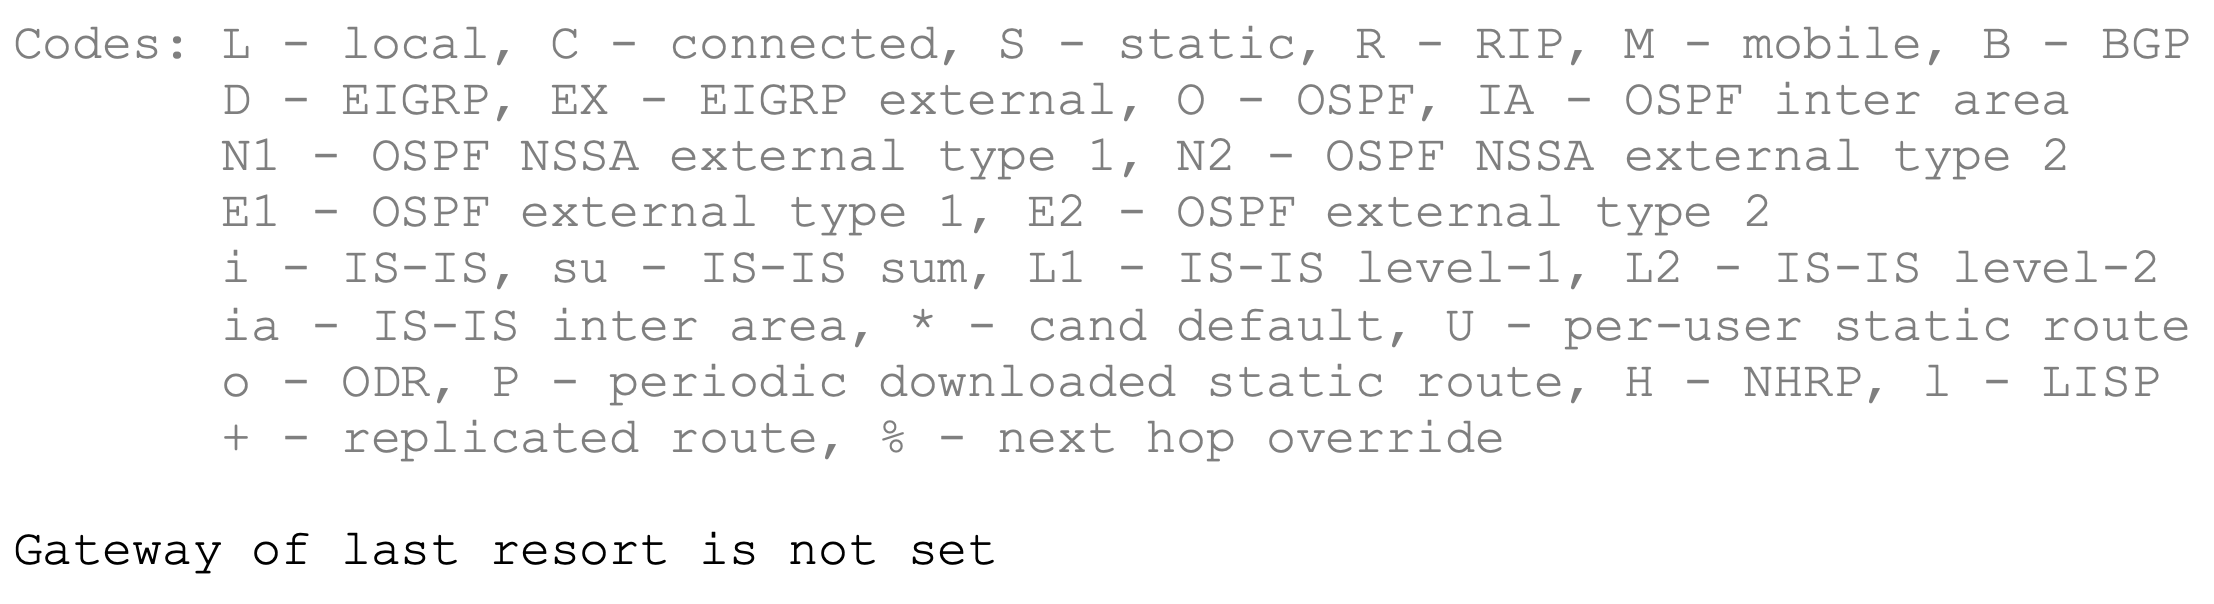 Codes: L - local, C - connected, S - static, R - RIP, M - mobile, B - BGP
D - EIGRP, EX - EIGRP external, O - OSPF, IA - OSPF inter area
N1 - OSPF NSSA external type 1, N2 - OSPF NSSA external type 2
E1 - OSPF external type 1, E2 - OSPF external type 2
i - IS-IS, su - IS-IS sum, L1 - IS-IS level-1, L2 - IS-IS level-2
ia - IS-IS inter area, * - cand default, U - per-user static route
o - ODR, P - periodic downloaded static route, H - NHRP, l - LISP
+ - replicated route, % - next hop override
Gateway of last resort is not set